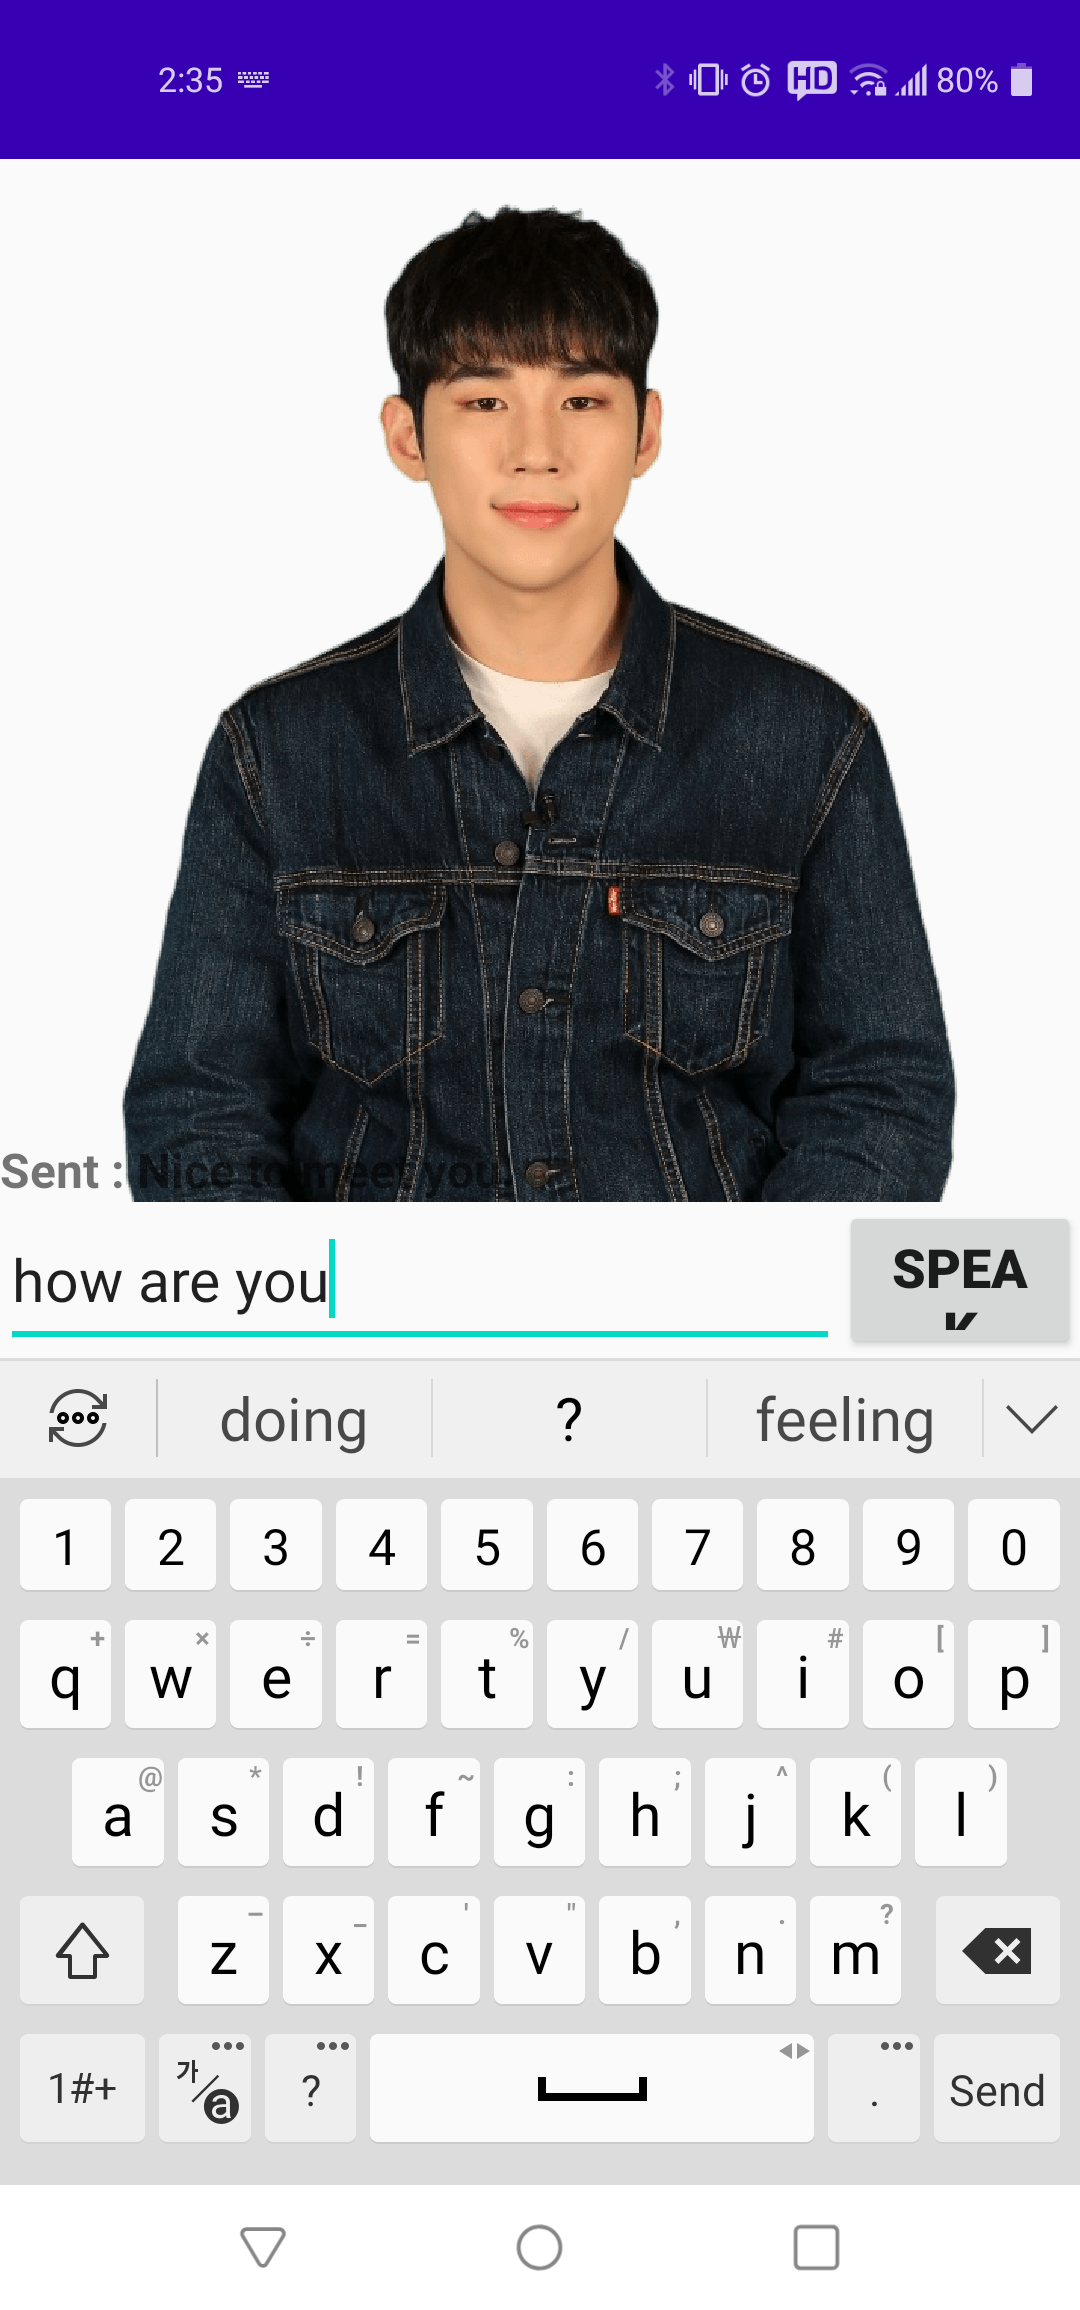 2:35 HD 80%
Sent : Nice to meet you.
how are you
SPEA
K
doing ? feeling
1 2 3 4 5 6 7 8 9 0
+ × ÷ = % / ₩ # [ ]
q w e r t y u i o p
@ * ! ~ : ; ^ ( )
a s d f g h j k l
– _ ' " , . ?
z x c v b n m
1#+ 가/a ? . Send